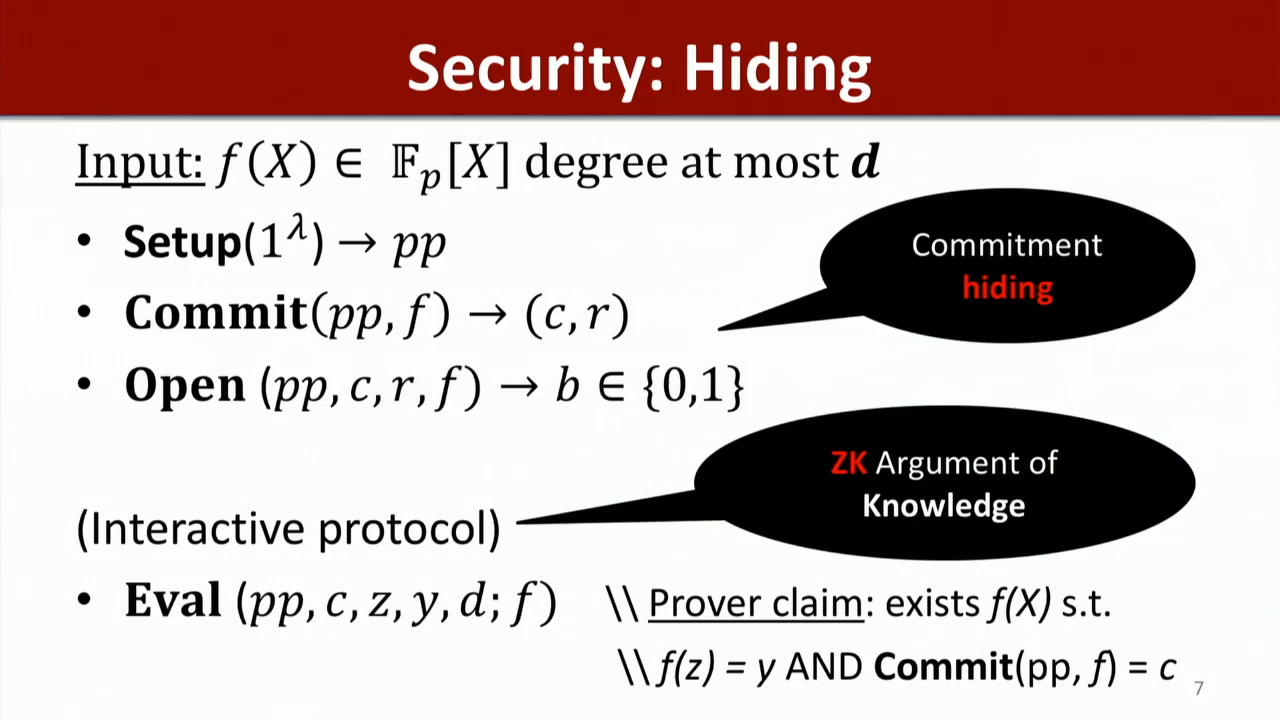 Security: Hiding
Input: f(X) ∈ 𝔽ₚ[X] degree at most d
• Setup(1^λ) → pp
• Commit(pp, f) → (c, r)
• Open (pp, c, r, f) → b ∈ {0,1}
Commitment
hiding
ZK Argument of
Knowledge
(Interactive protocol)
• Eval (pp, c, z, y, d; f) \\ Prover claim: exists f(X) s.t.
\\ f(z) = y AND Commit(pp, f) = c
7